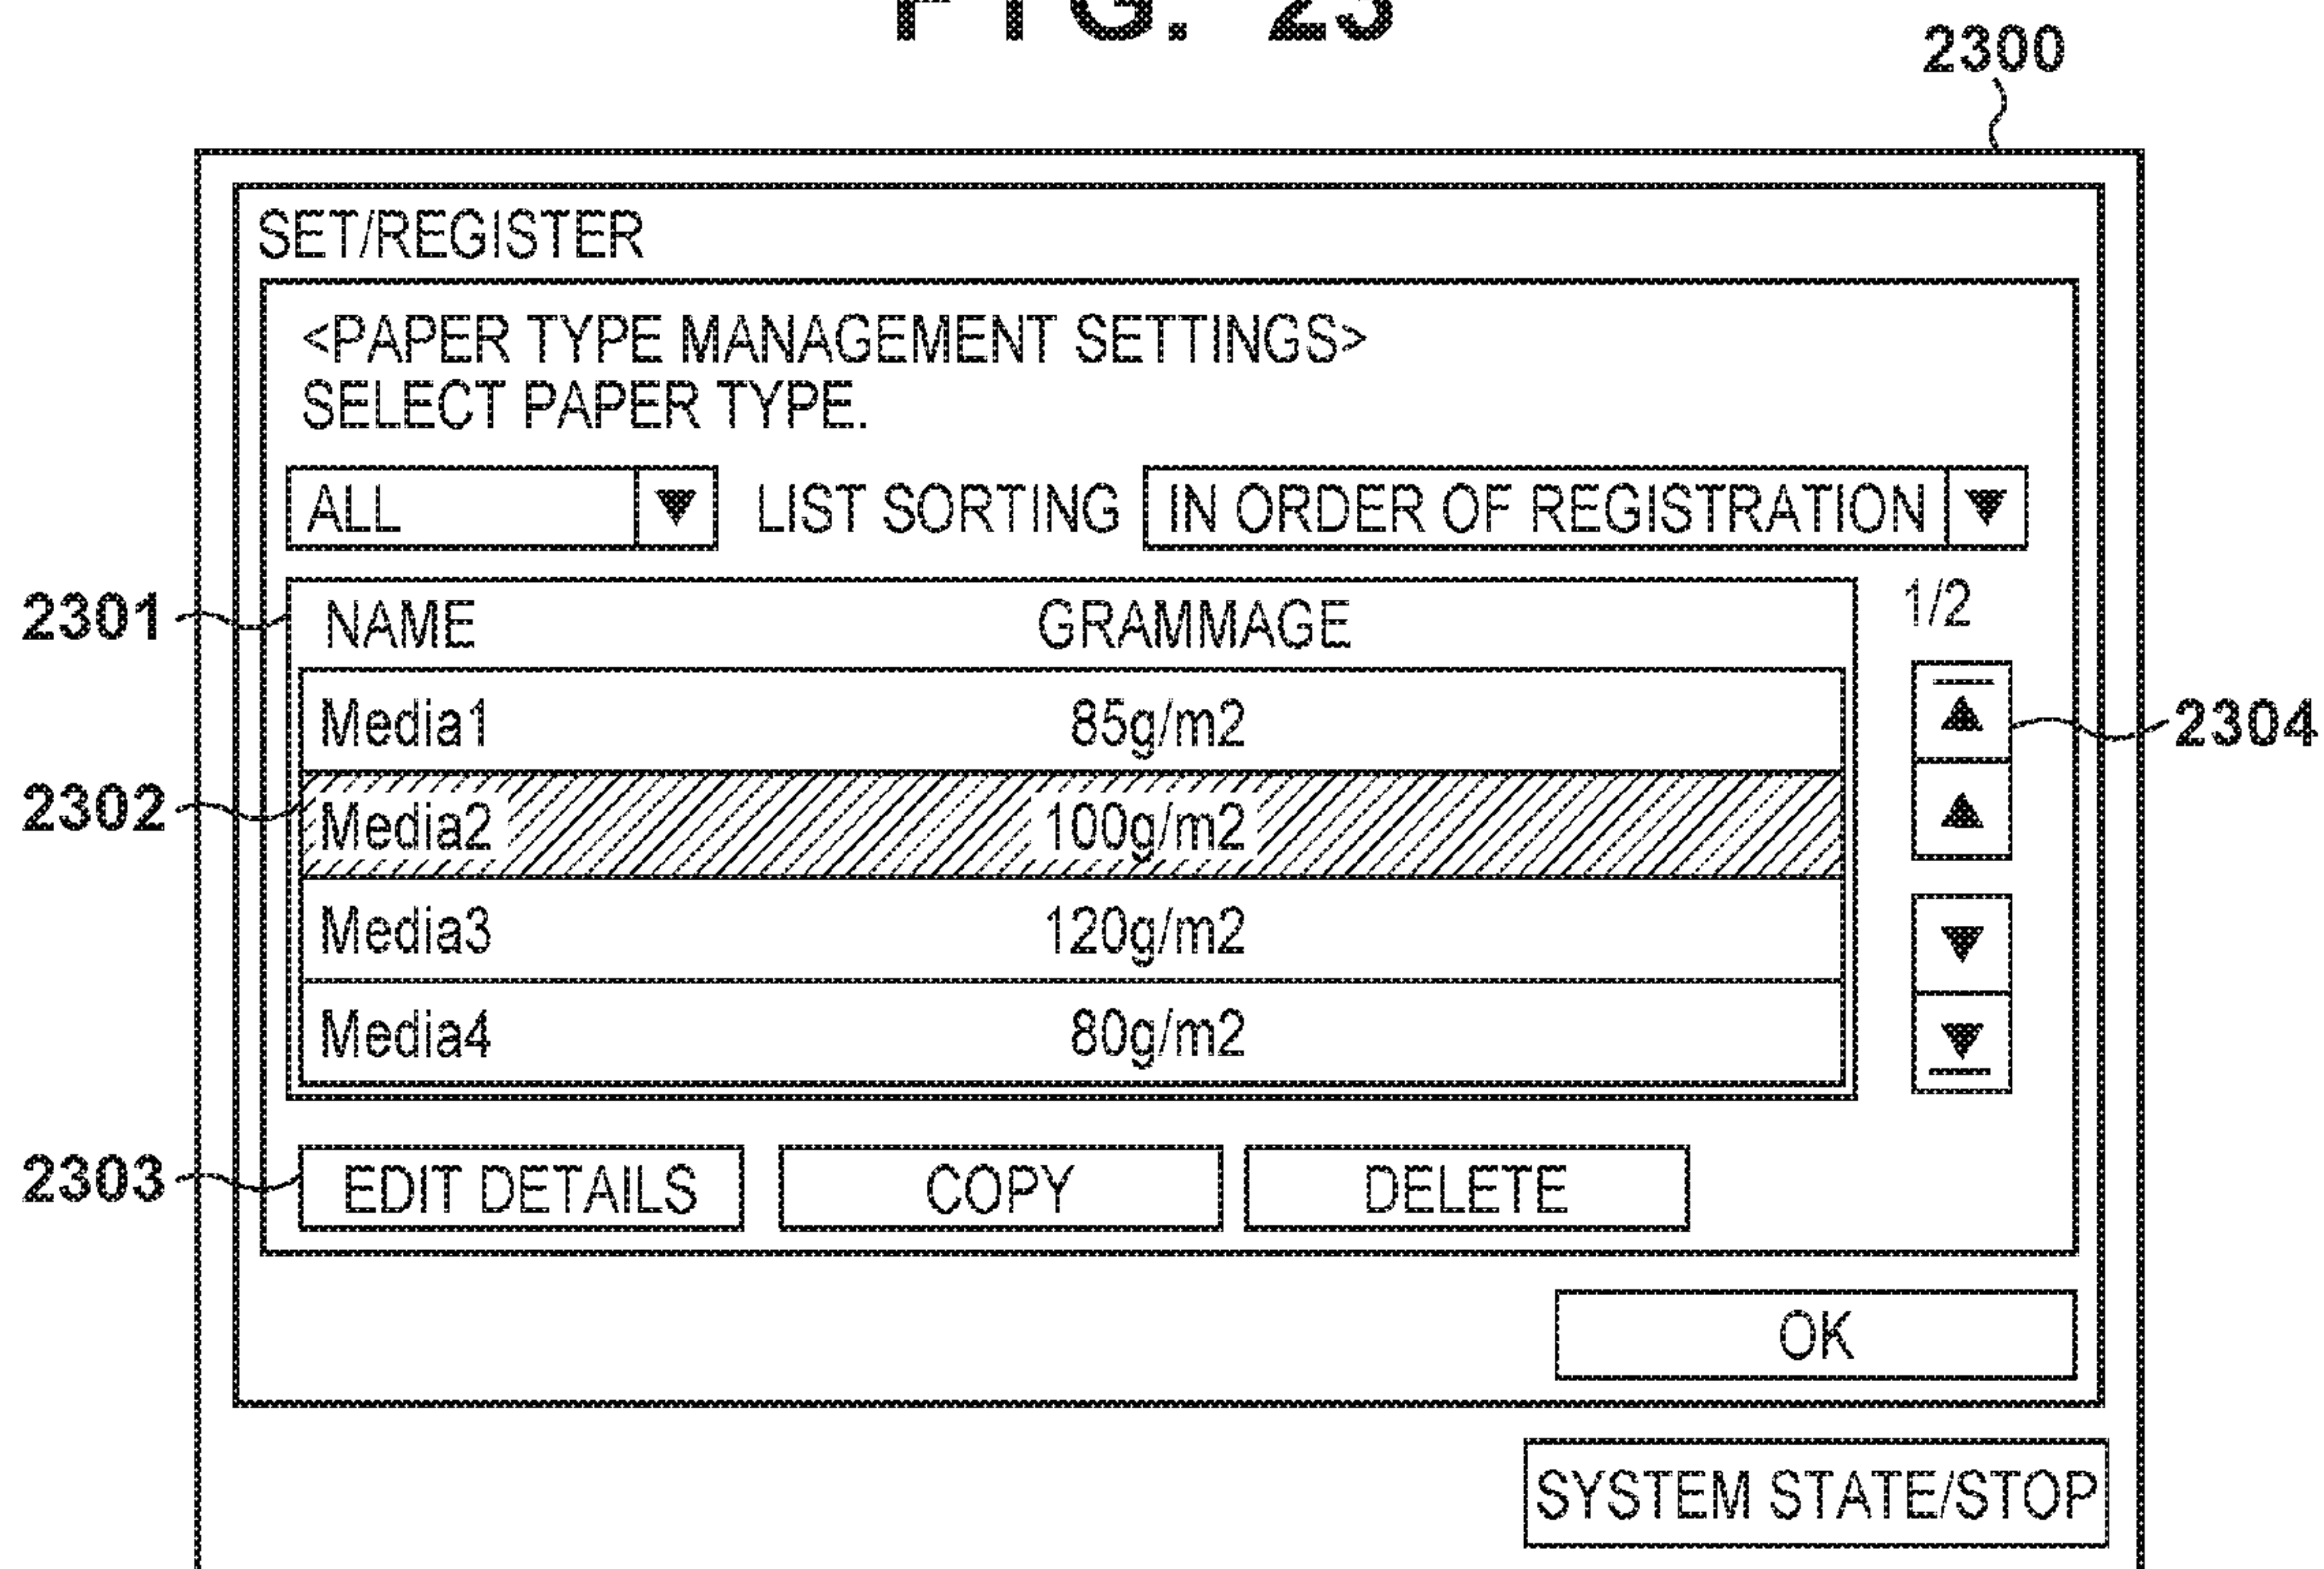 FIG. 23
2300
SET/REGISTER
<PAPER TYPE MANAGEMENT SETTINGS>
SELECT PAPER TYPE.
ALL ▼ LIST SORTING IN ORDER OF REGISTRATION ▼
2301 NAME GRAMMAGE 1/2
Media1 85g/m2 2304
2302 Media2 100g/m2
Media3 120g/m2
Media4 80g/m2
2303 EDIT DETAILS COPY DELETE
OK
SYSTEM STATE/STOP